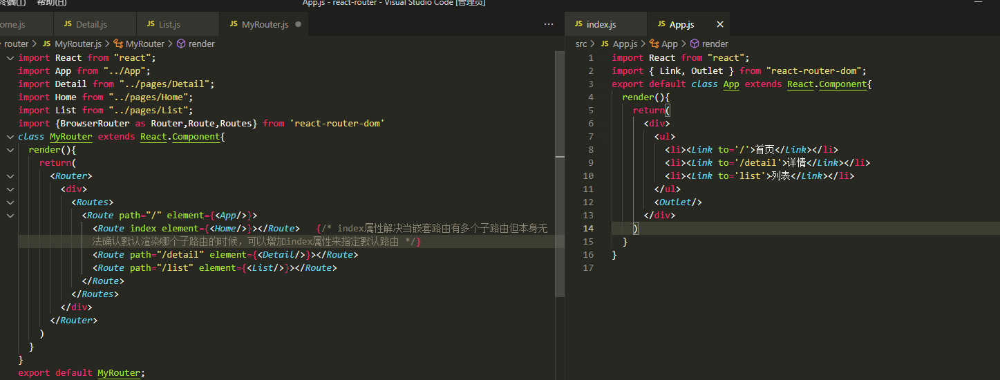 终端(T) 帮助(H) App.js - react-router - Visual Studio Code [管理员]
ome.js JS Detail.js JS List.js JS MyRouter.js ● ···
router > JS MyRouter.js > MyRouter > render
import React from "react";
import App from "../App";
import Detail from "../pages/Detail";
import Home from "../pages/Home";
import List from "../pages/List";
import {BrowserRouter as Router,Route,Routes} from 'react-router-dom'
class MyRouter extends React.Component{
render(){
return(
<Router>
<div>
<Routes>
<Route path="/" element={<App/>}>
<Route index element={<Home/>}></Route> {/* index属性解决当嵌套路由有多个子路由但本身无
法确认默认渲染哪个子路由的时候，可以增加index属性来指定默认路由 */}
<Route path="/detail" element={<Detail/>}></Route>
<Route path="/list" element={<List/>}></Route>
</Route>
</Routes>
</div>
</Router>
)
}
}
export default MyRouter;
JS index.js JS App.js ×
src > JS App.js > App > render
1 import React from "react";
2 import { Link, Outlet } from "react-router-dom";
3 export default class App extends React.Component{
4 render(){
5 return(
6 <div>
7 <ul>
8 <li><Link to='/'>首页</Link></li>
9 <li><Link to='/detail'>详情</Link></li>
10 <li><Link to='list'>列表</Link></li>
11 </ul>
12 <Outlet/>
13 </div>
14 )
15 }
16 }
17